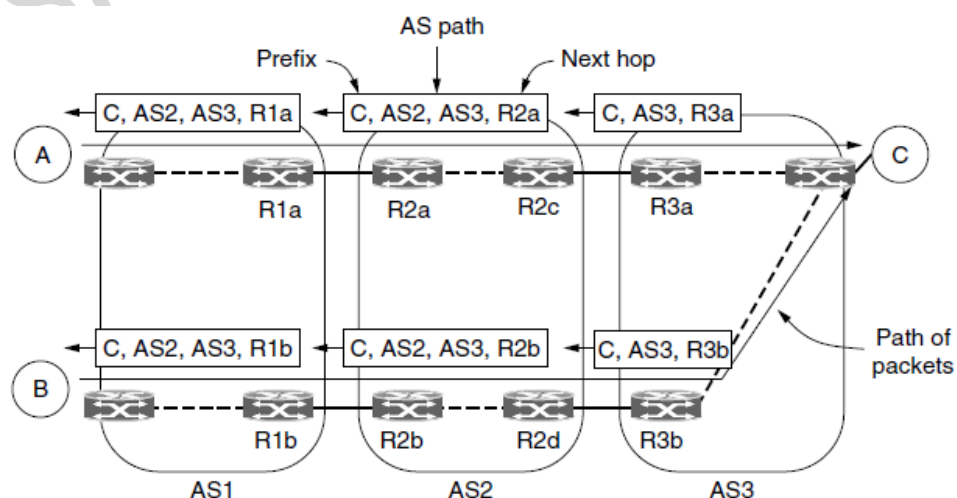 AS path
Prefix
Next hop
C, AS2, AS3, R1a
C, AS2, AS3, R2a
C, AS3, R3a
A
C
R1a
R2a
R2c
R3a
C, AS2, AS3, R1b
C, AS2, AS3, R2b
C, AS3, R3b
Path of
packets
B
R1b
R2b
R2d
R3b
AS1
AS2
AS3